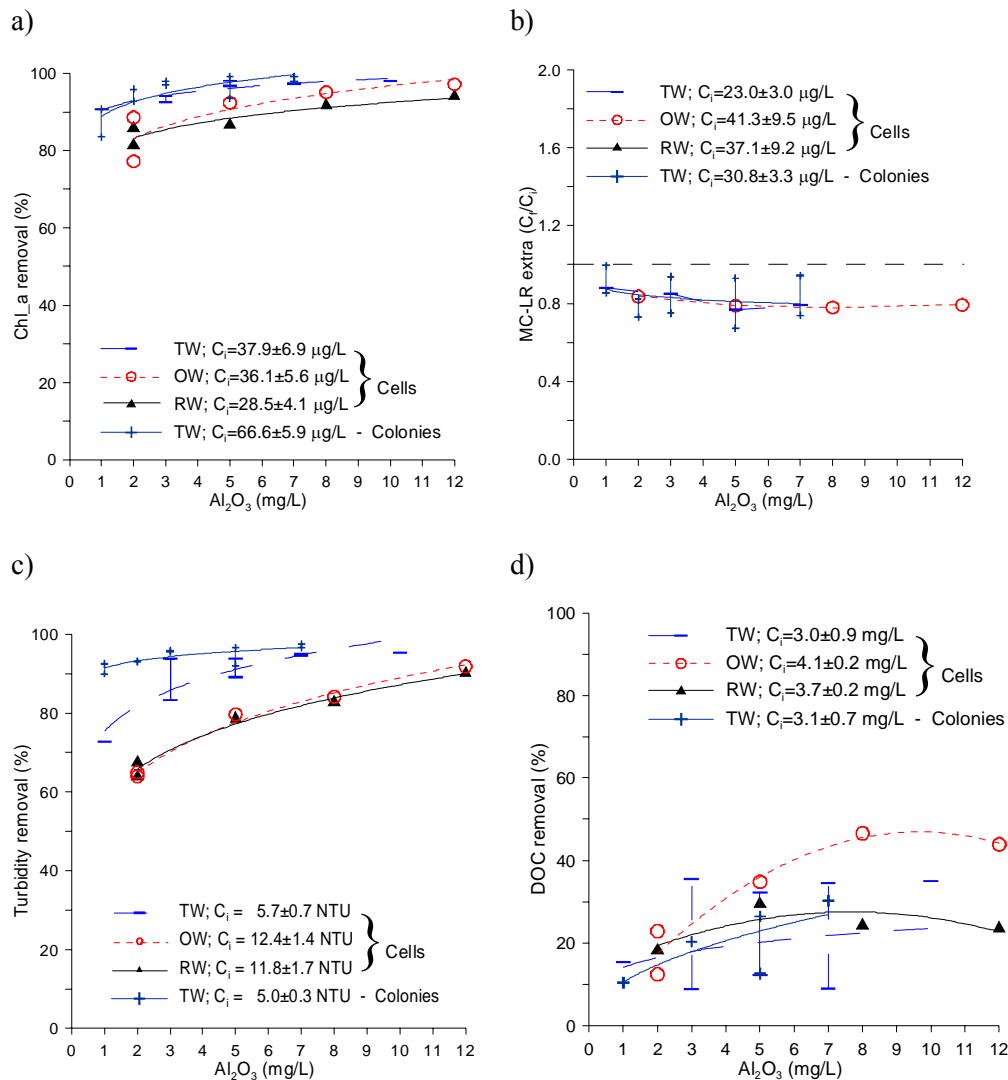 a)
100
80
60
40
20
0
Chl_a removal (%)
TW; Ci=37.9±6.9 μg/L
OW; Ci=36.1±5.6 μg/L
RW; Ci=28.5±4.1 μg/L
Cells
TW; Ci=66.6±5.9 μg/L - Colonies
0 1 2 3 4 5 6 7 8 9 10 11 12
Al2O3 (mg/L)
b)
2.0
1.6
1.2
0.8
0.4
0.0
MC-LR extra (Cf/Ci)
TW; Ci=23.0±3.0 μg/L
OW; Ci=41.3±9.5 μg/L
RW; Ci=37.1±9.2 μg/L
Cells
TW; Ci=30.8±3.3 μg/L - Colonies
0 1 2 3 4 5 6 7 8 9 10 11 12
Al2O3 (mg/L)
c)
100
80
60
40
20
0
Turbidity removal (%)
TW; Ci = 5.7±0.7 NTU
OW; Ci = 12.4±1.4 NTU
RW; Ci = 11.8±1.7 NTU
Cells
TW; Ci = 5.0±0.3 NTU - Colonies
0 1 2 3 4 5 6 7 8 9 10 11 12
Al2O3 (mg/L)
d)
100
80
60
40
20
0
DOC removal (%)
TW; Ci=3.0±0.9 mg/L
OW; Ci=4.1±0.2 mg/L
RW; Ci=3.7±0.2 mg/L
Cells
TW; Ci=3.1±0.7 mg/L - Colonies
0 1 2 3 4 5 6 7 8 9 10 11 12
Al2O3 (mg/L)